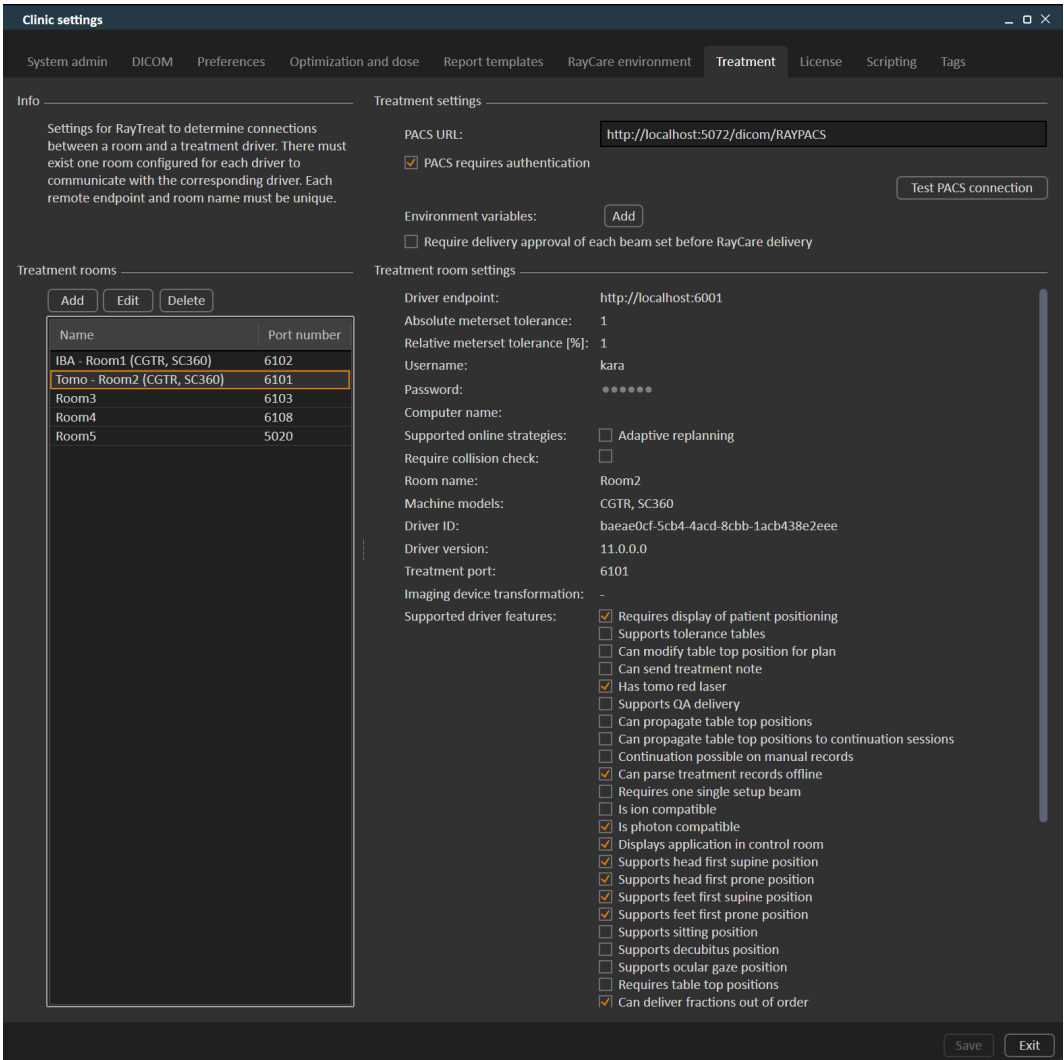 Clinic settings
System admin DICOM Preferences Optimization and dose Report templates RayCare environment Treatment License Scripting Tags
Info
Settings for RayTreat to determine connections
between a room and a treatment driver. There must
exist one room configured for each driver to
communicate with the corresponding driver. Each
remote endpoint and room name must be unique.
Treatment settings
PACS URL: http://localhost:5072/dicom/RAYPACS
PACS requires authentication
Test PACS connection
Environment variables: Add
Require delivery approval of each beam set before RayCare delivery
Treatment rooms
Add Edit Delete
Name Port number
IBA - Room1 (CGTR, SC360) 6102
Tomo - Room2 (CGTR, SC360) 6101
Room3 6103
Room4 6108
Room5 5020
Treatment room settings
Driver endpoint: http://localhost:6001
Absolute meterset tolerance: 1
Relative meterset tolerance [%]: 1
Username: kara
Password: ●●●●●●
Computer name:
Supported online strategies: Adaptive replanning
Require collision check:
Room name: Room2
Machine models: CGTR, SC360
Driver ID: baeae0cf-5cb4-4acd-8cbb-1acb438e2eee
Driver version: 11.0.0.0
Treatment port: 6101
Imaging device transformation: -
Supported driver features: Requires display of patient positioning
Supports tolerance tables
Can modify table top position for plan
Can send treatment note
Has tomo red laser
Supports QA delivery
Can propagate table top positions
Can propagate table top positions to continuation sessions
Continuation possible on manual records
Can parse treatment records offline
Requires one single setup beam
Is ion compatible
Is photon compatible
Displays application in control room
Supports head first supine position
Supports head first prone position
Supports feet first supine position
Supports feet first prone position
Supports sitting position
Supports decubitus position
Supports ocular gaze position
Requires table top positions
Can deliver fractions out of order
Save Exit